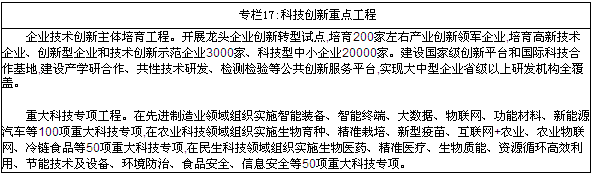 专栏17:科技创新重点工程
企业技术创新主体培育工程。开展龙头企业创新转型试点,培育200家左右产业创新领军企业,培育高新技术
企业、创新型企业和技术创新示范企业3000家、科技型中小企业20000家。建设国家级创新平台和国际科技合
作基地,建设产学研合作、共性技术研发、检测检验等公共创新服务平台,实现大中型企业省级以上研发机构全覆
盖。
重大科技专项工程。在先进制造业领域组织实施智能装备、智能终端、大数据、物联网、功能材料、新能源
汽车等100项重大科技专项,在农业科技领域组织实施生物育种、精准栽培、新型疫苗、互联网+农业、农业物联
网、冷链食品等50项重大科技专项,在民生科技领域组织实施生物医药、精准医疗、生物质能、资源循环高效利
用、节能技术及设备、环境防治、食品安全、信息安全等50项重大科技专项。